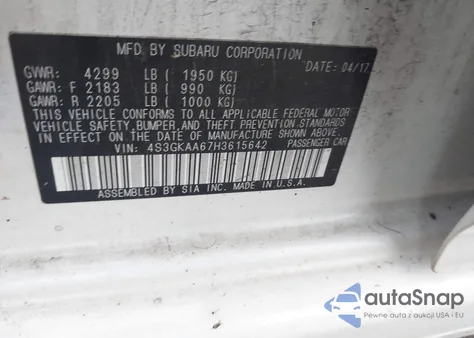 MFD BY SUBARU CORPORATION
DATE: 04/17
GVWR: 4299 LB ( 1950 KG)
GAWR: F 2183 LB ( 990 KG)
GAWR: R 2205 LB ( 1000 KG)
THIS VEHICLE CONFORMS TO ALL APPLICABLE FEDERAL MOTOR
VEHICLE SAFETY, BUMPER, AND THEFT PREVENTION STANDARDS
IN EFFECT ON THE DATE OF MANUFACTURE SHOWN ABOVE.
VIN: 4S3GKAA67H3615642 PASSENGER CAR
ASSEMBLED BY SIA INC. MADE IN U.S.A.
autoSnap
Pewne auta z aukcji USA i EU